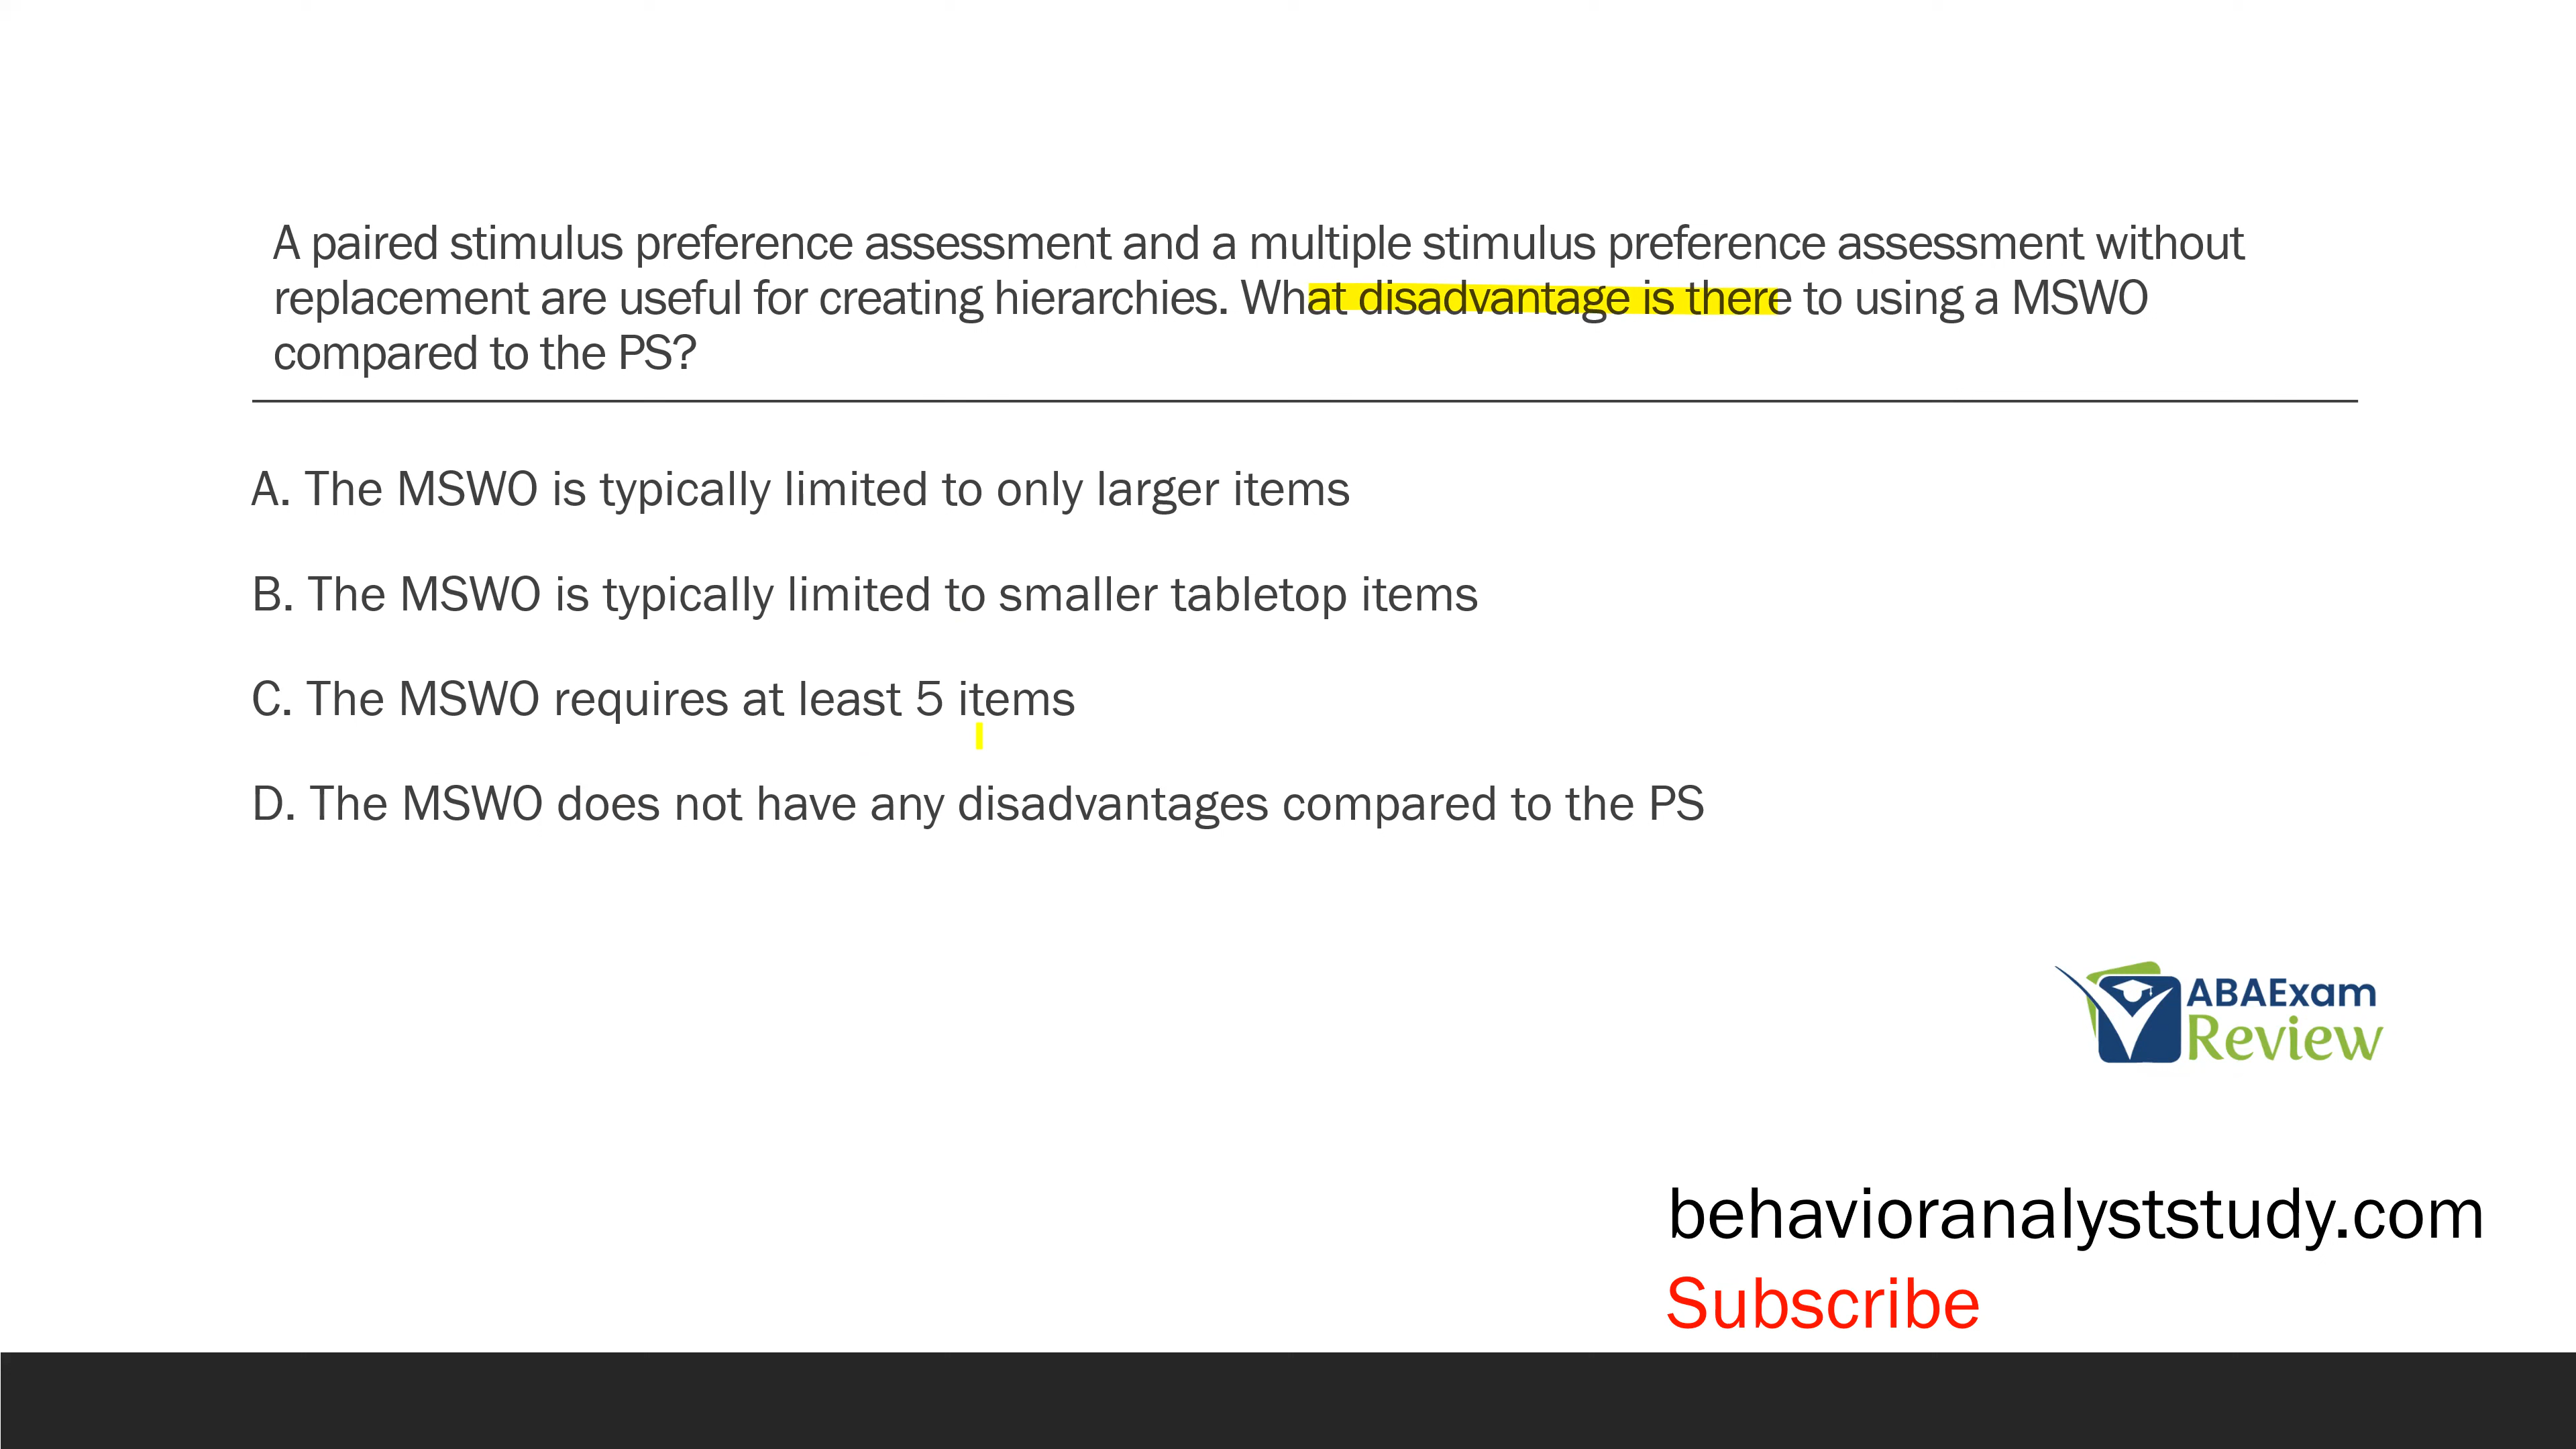 A paired stimulus preference assessment and a multiple stimulus preference assessment without
replacement are useful for creating hierarchies. What disadvantage is there to using a MSWO
compared to the PS?
A. The MSWO is typically limited to only larger items
B. The MSWO is typically limited to smaller tabletop items
C. The MSWO requires at least 5 items
D. The MSWO does not have any disadvantages compared to the PS
ABAExam
Review
behavioranalyststudy.com
Subscribe